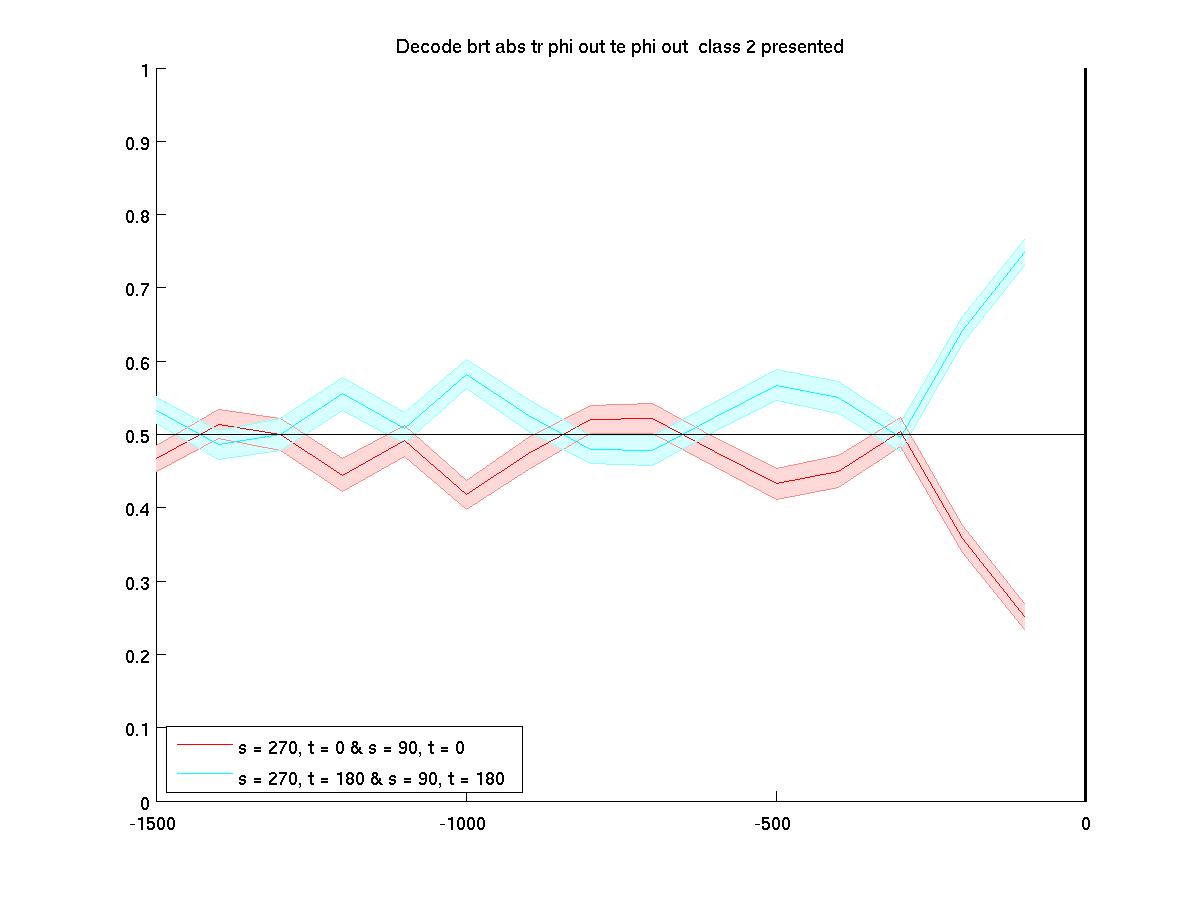 Decode brt abs tr phi out te phi out  class 2 presented
1
0.9
0.8
0.7
0.6
0.5
0.4
0.3
0.2
0.1
0
s = 270, t = 0 & s = 90, t = 0
s = 270, t = 180 & s = 90, t = 180
-1500 -1000 -500 0